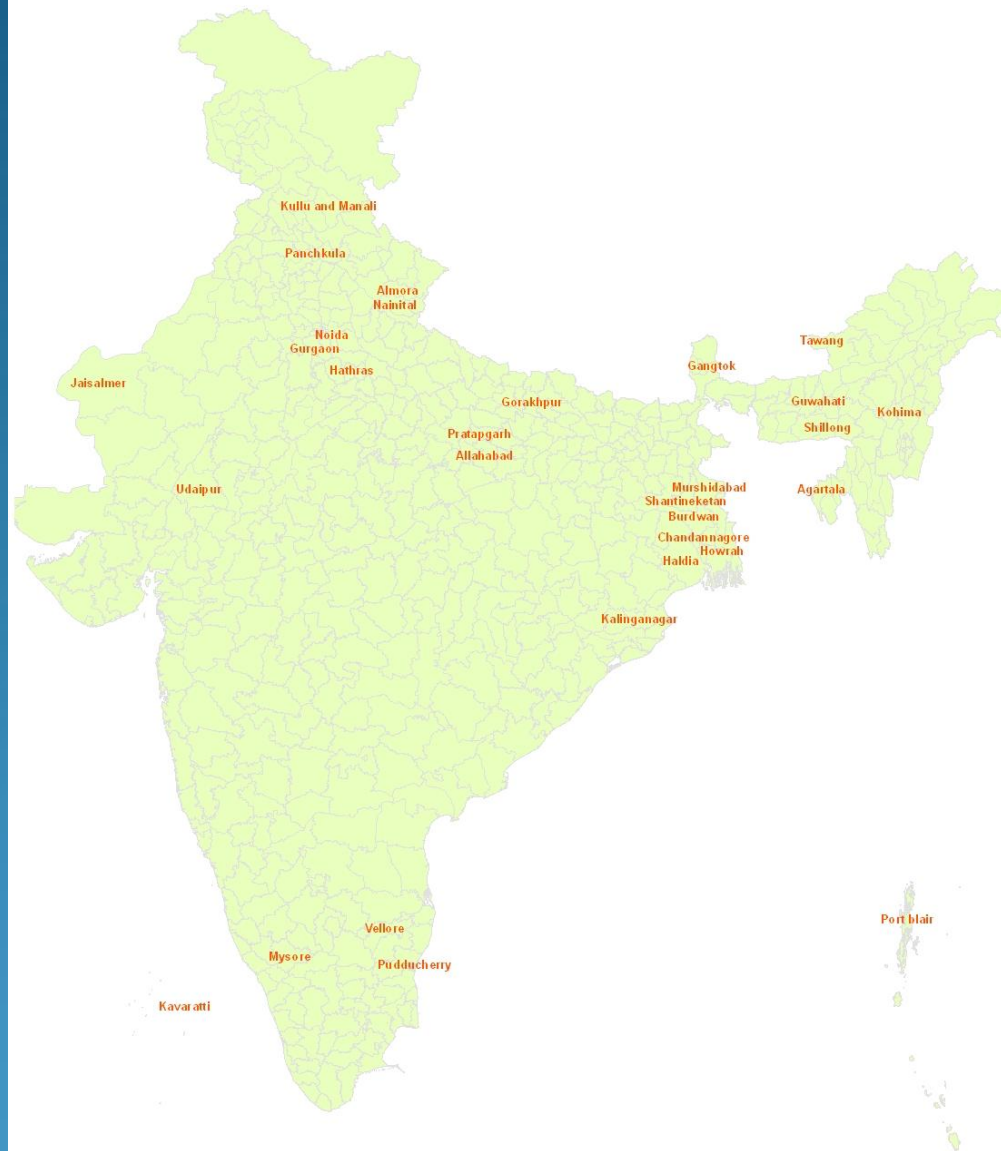 Kullu and Manali
Panchkula
Almora
Nainital
Noida
Gurgaon
Tawang
Gangtok
Hathras
Jaisalmer
Gorakhpur
Guwahati
Kohima
Shillong
Pratapgarh
Allahabad
Udaipur
Murshidabad
Agartala
Shantineketan
Burdwan
Chandannagore
Howrah
Haldia
Kalinganagar
Port blair
Vellore
Mysore
Pudducherry
Kavaratti